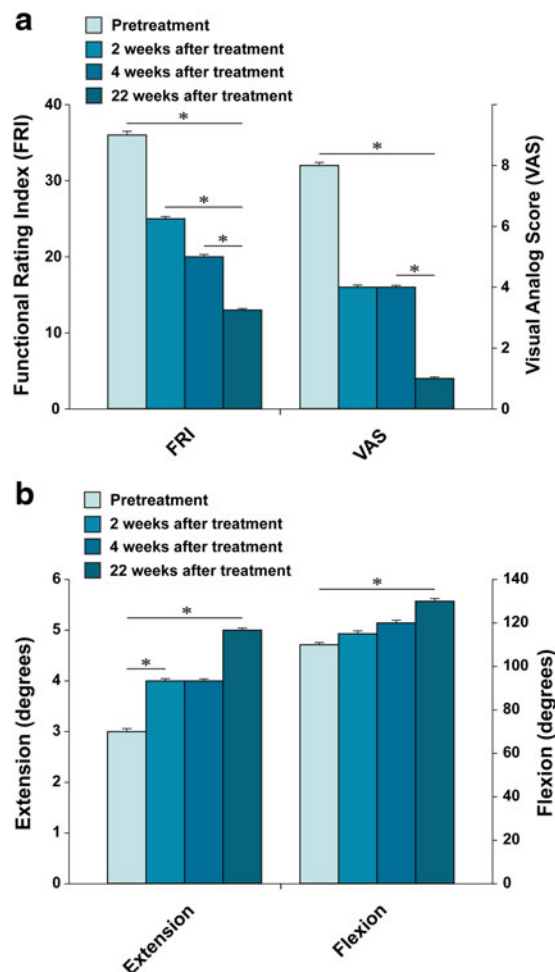 a
Pretreatment
2 weeks after treatment
4 weeks after treatment
22 weeks after treatment
Functional Rating Index (FRI)
40
30
20
10
0
*
*
*
*
*
Visual Analog Score (VAS)
8
6
4
2
0
FRI
VAS
b
Pretreatment
2 weeks after treatment
4 weeks after treatment
22 weeks after treatment
Extension (degrees)
6
5
4
3
2
1
0
*
*
*
Flexion (degrees)
140
120
100
80
60
40
20
0
Extension
Flexion